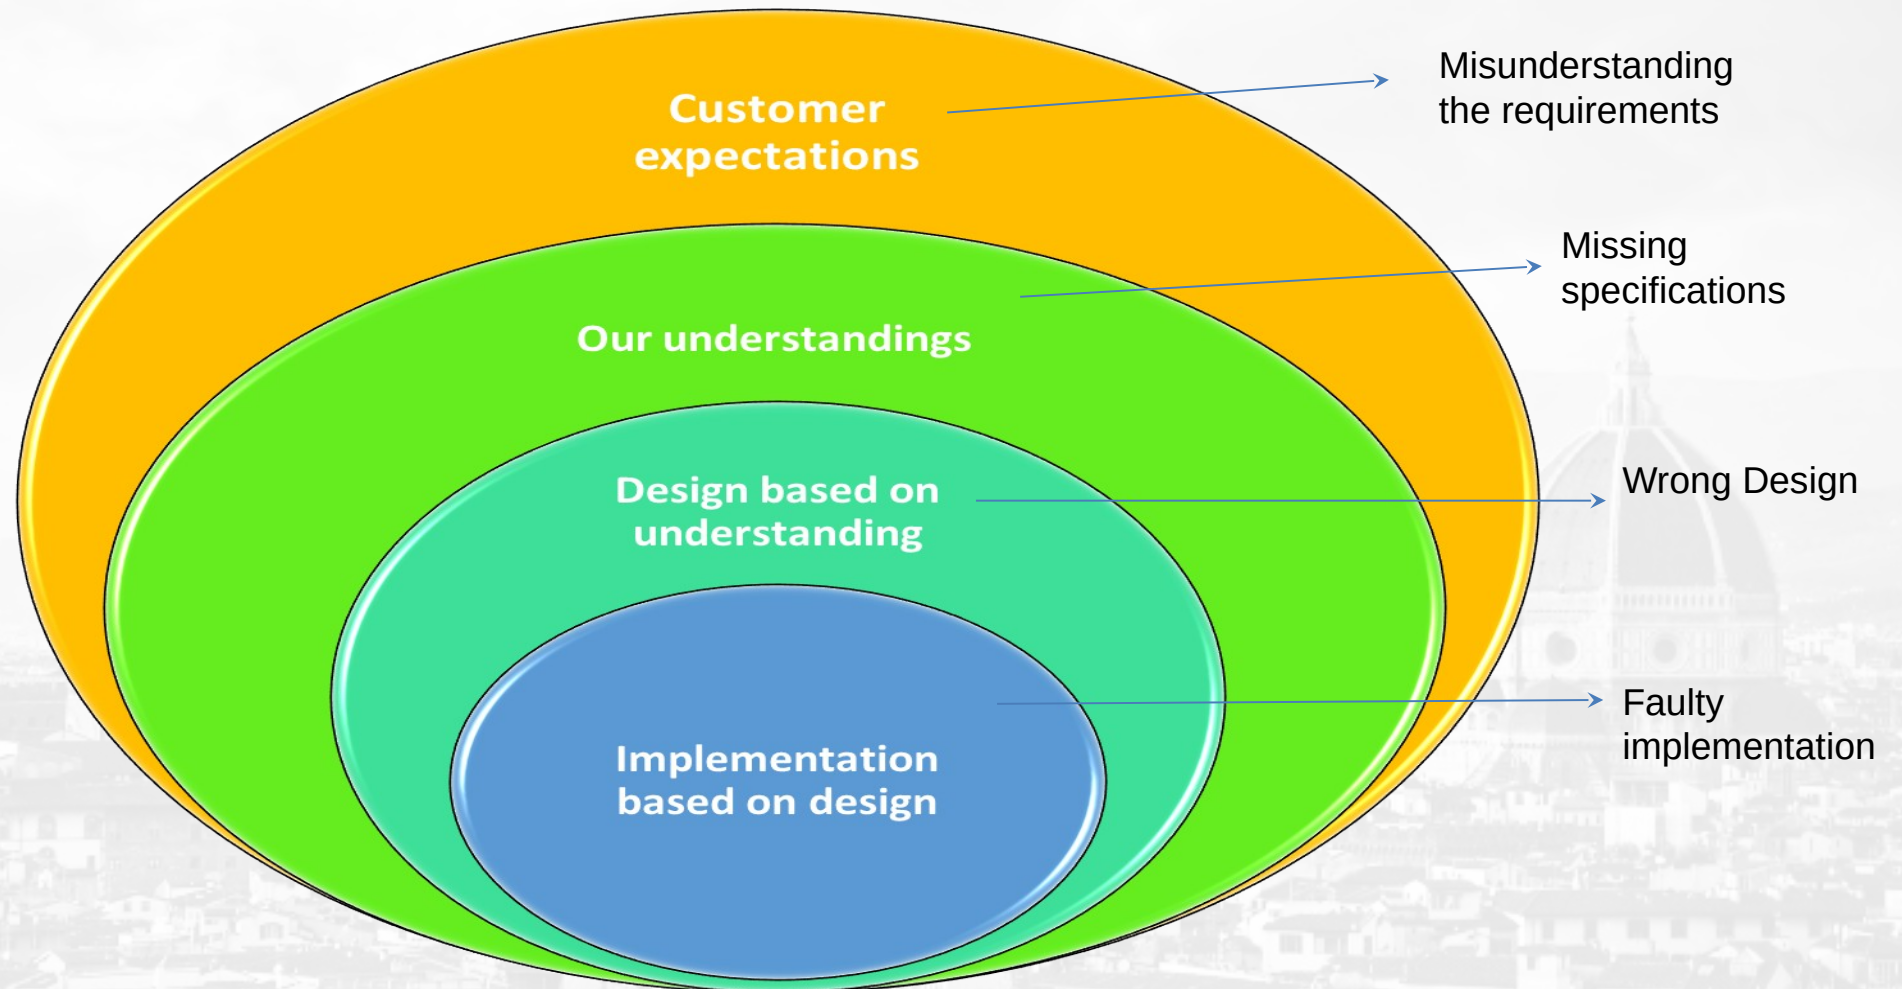 Customer
expectations
Misunderstanding
the requirements
Our understandings
Missing
specifications
Design based on
understanding
Wrong Design
Implementation
based on design
Faulty
implementation